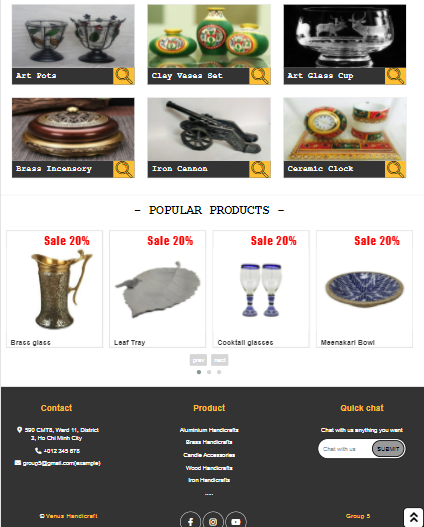 Art Pots
Clay Vases Set
Art Glass Cup
Brass Incensory
Iron Cannon
Ceramic Clock
– POPULAR PRODUCTS –
Sale 20%
Sale 20%
Sale 20%
Sale 20%
Brass glass
Leaf Tray
Cocktail glasses
Meenakari Bowl
prev
next
Contact
590 CMT8, Ward 11, District
3, Ho Chi Minh City
+012 345 678
group5@gmail.com(example)
Product
Aluminium Handicrafts
Brass Handicrafts
Candle Accessories
Wood Handicrafts
Iron Handicrafts
.....
Quick chat
Chat with us anything you want
Chat with us
SUBMIT
© Venus Handicraft
Group 5